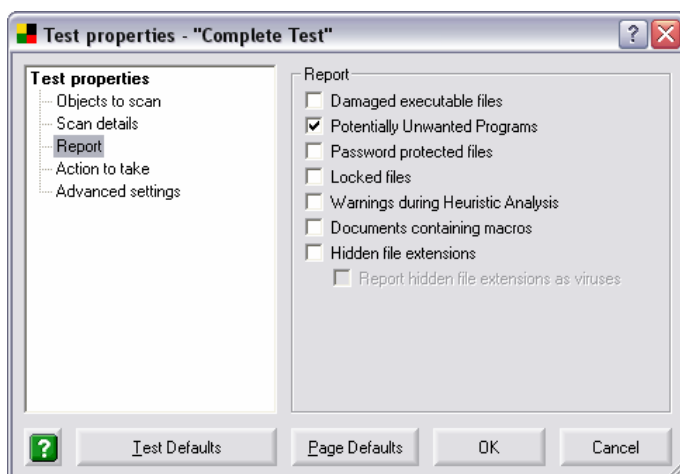 Test properties - "Complete Test"
?
Test properties
Objects to scan
Scan details
Report
Action to take
Advanced settings
Report
Damaged executable files
Potentially Unwanted Programs
Password protected files
Locked files
Warnings during Heuristic Analysis
Documents containing macros
Hidden file extensions
Report hidden file extensions as viruses
?
Test Defaults
Page Defaults
OK
Cancel